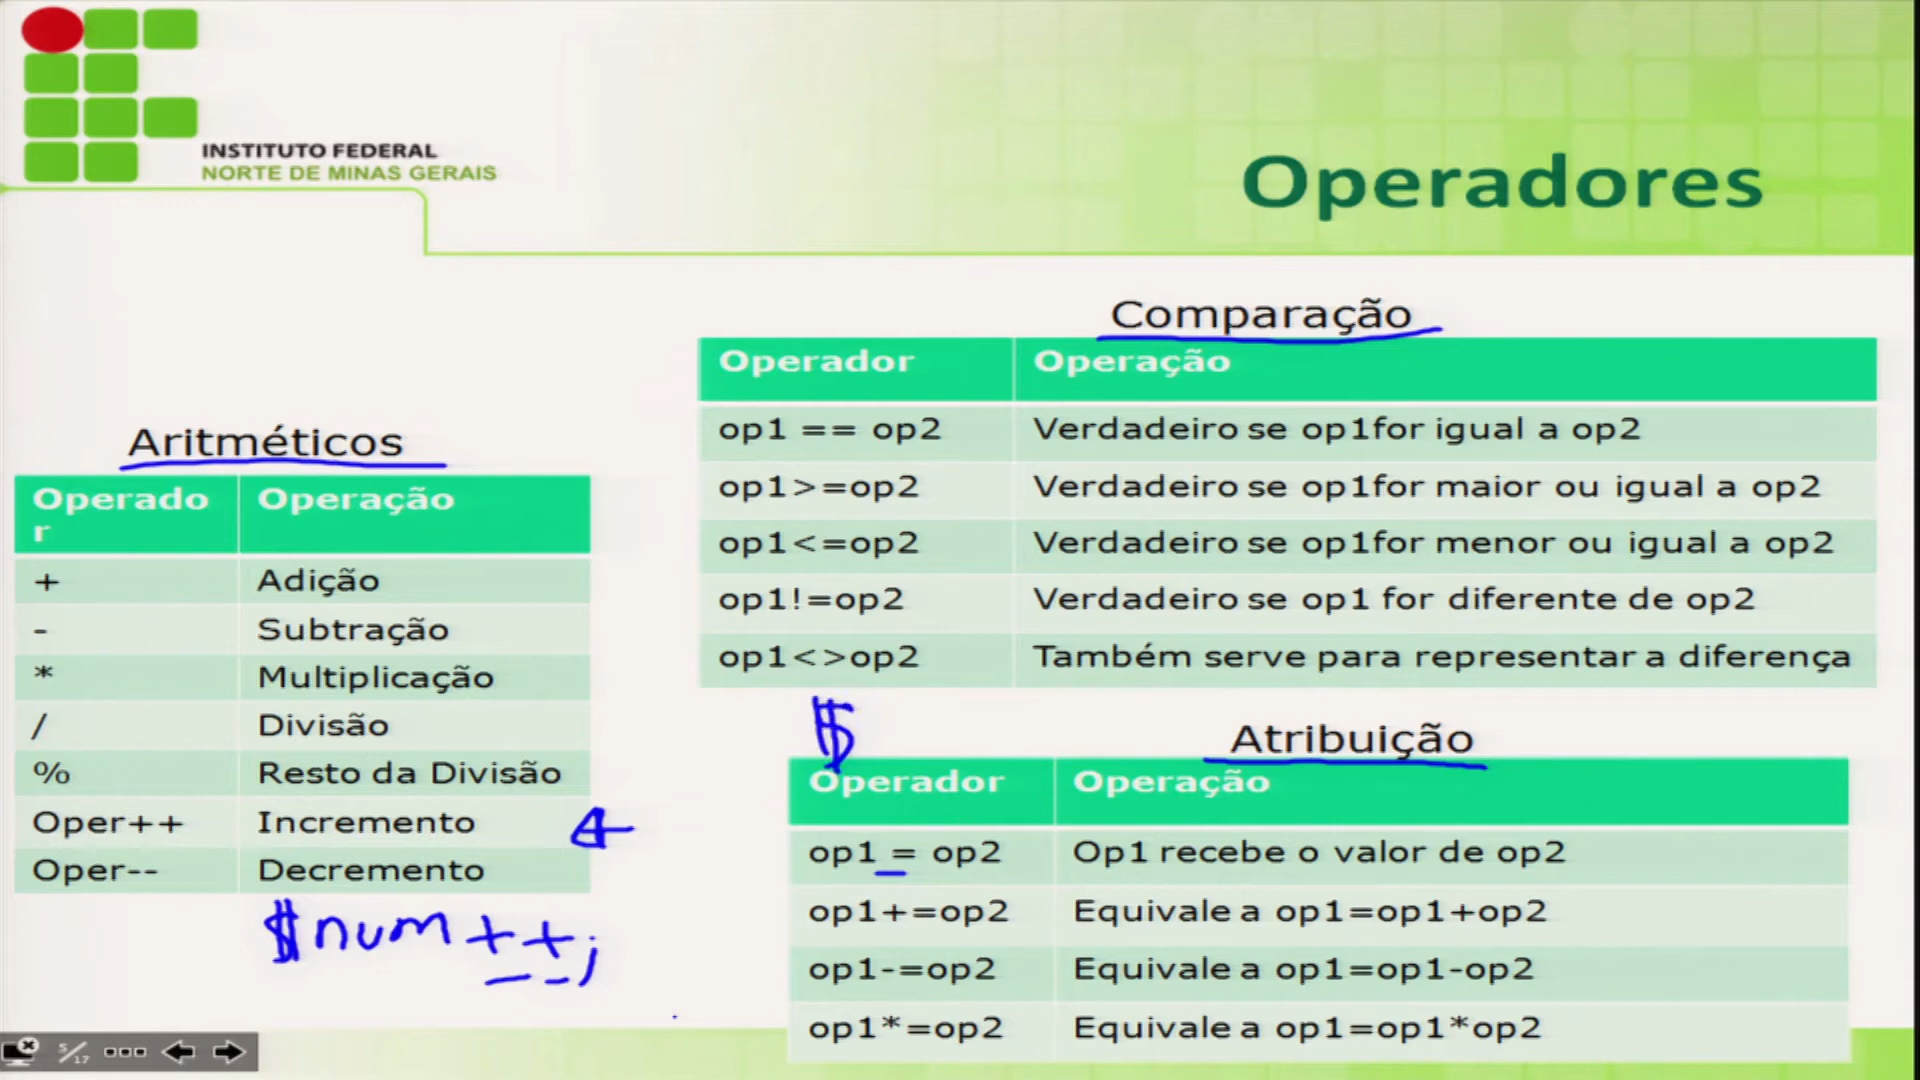 INSTITUTO FEDERAL
NORTE DE MINAS GERAIS
Operadores
Aritméticos
Operado
r
Operação
+ Adição
- Subtração
* Multiplicação
/ Divisão
% Resto da Divisão
Oper++ Incremento
Oper-- Decremento
$num++;
Comparação
Operador Operação
op1 == op2 Verdadeiro se op1for igual a op2
op1>=op2 Verdadeiro se op1for maior ou igual a op2
op1<=op2 Verdadeiro se op1for menor ou igual a op2
op1!=op2 Verdadeiro se op1 for diferente de op2
op1<>op2 Também serve para representar a diferença
$
Atribuição
Operador Operação
op1 = op2 Op1 recebe o valor de op2
op1+=op2 Equivale a op1=op1+op2
op1-=op2 Equivale a op1=op1-op2
op1*=op2 Equivale a op1=op1*op2
5/17